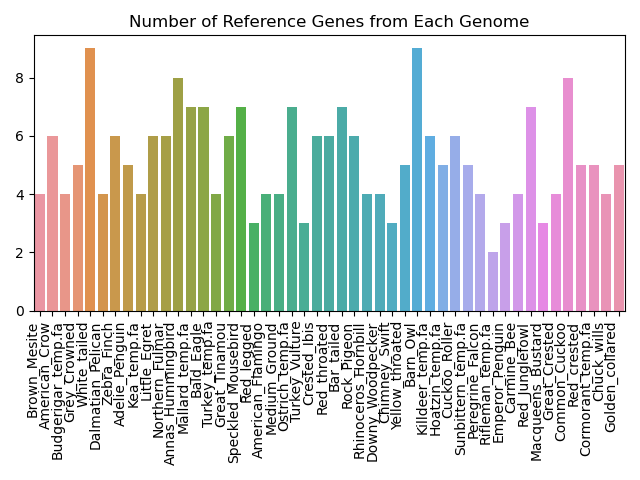 Number of Reference Genes from Each Genome
8
6
4
2
0
Brown_Mesite
American_Crow
Budgerigar_temp.fa
Grey_Crowned
White_tailed
Dalmatian_Pelican
Zebra_Finch
Adelie_Penguin
Kea_temp.fa
Little_Egret
Northern_Fulmar
Annas_Hummingbird
Mallard_temp.fa
Bald_Eagle
Turkey_temp.fa
Great_Tinamou
Speckled_Mousebird
Red_legged
American_Flamingo
Medium_Ground
Ostrich_temp.fa
Turkey_Vulture
Crested_Ibis
Red_throated
Bar_tailed
Rock_Pigeon
Rhinoceros_Hornbill
Downy_Woodpecker
Chimney_Swift
Yellow_throated
Barn_Owl
Killdeer_temp.fa
Hoatzin_temp.fa
Cuckoo_Roller
Sunbittern_temp.fa
Peregrine_Falcon
Rifleman_temp.fa
Emperor_Penguin
Carmine_Bee
Red_Junglefowl
Macqueens_Bustard
Great_Crested
Common_Cuckoo
Red_crested
Cormorant_temp.fa
Chuck_wills
Golden_collared